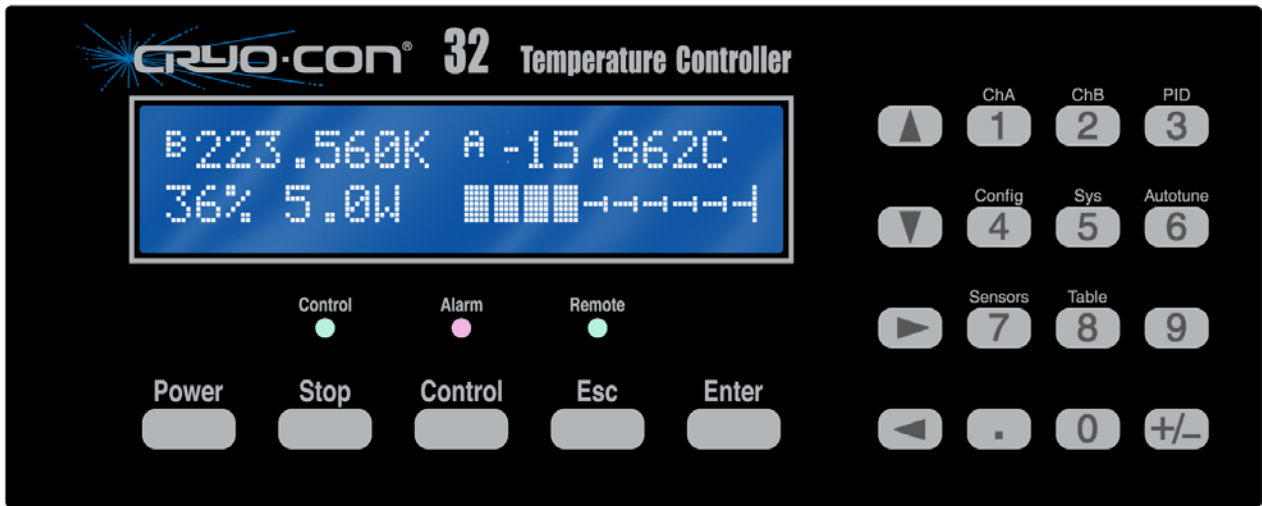 CRYO·CON® 32 Temperature Controller
B223.560K A -15.862C
36% 5.0W
Control Alarm Remote
Power Stop Control Esc Enter
ChA ChB PID
1 2 3
Config Sys Autotune
4 5 6
Sensors Table
7 8 9
. 0 +/-